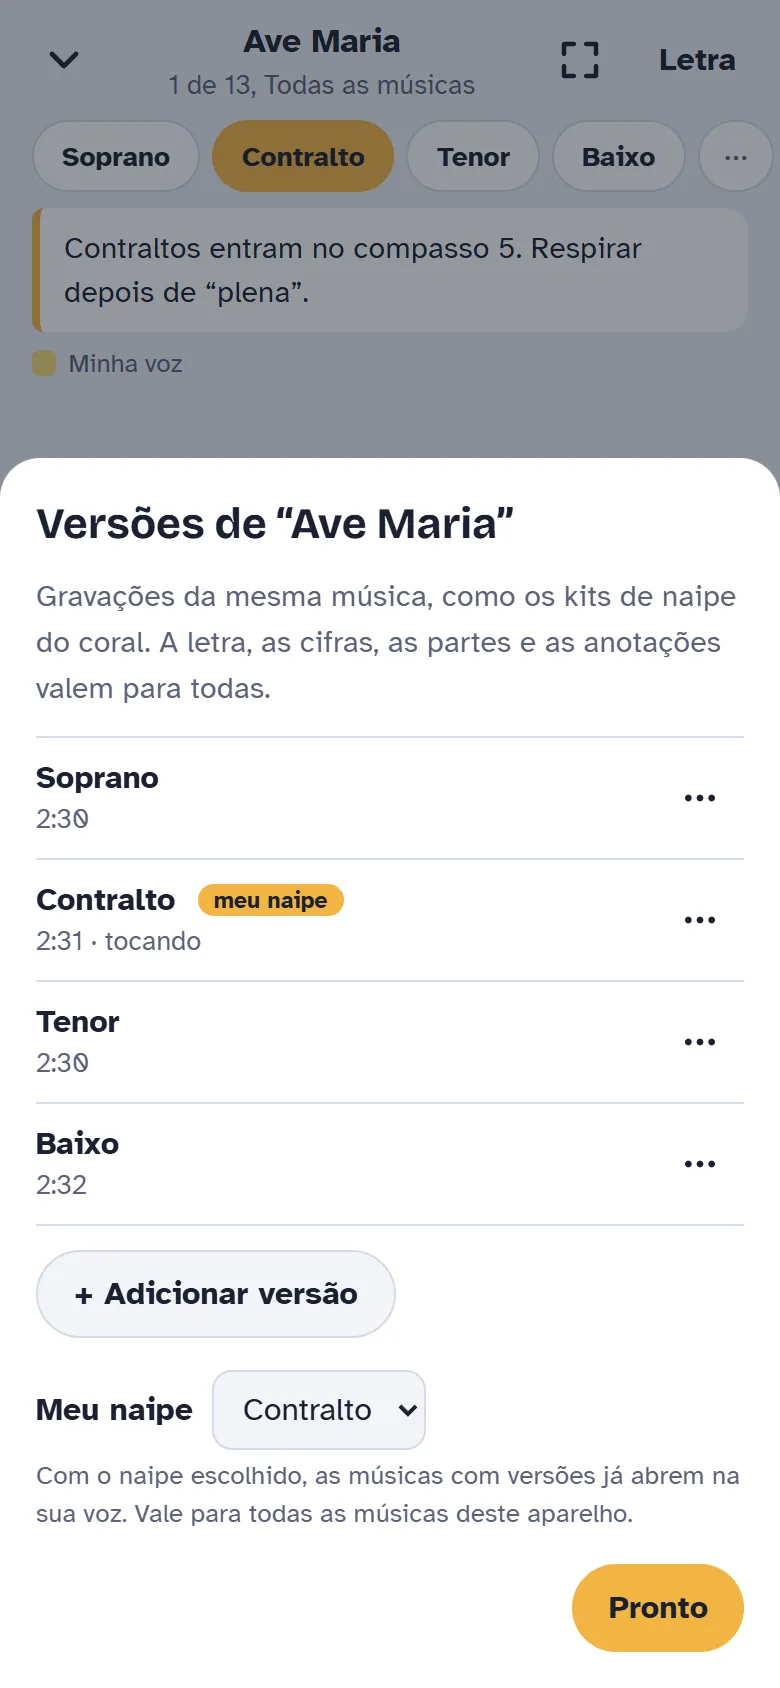 Ave Maria
1 de 13, Todas as músicas
Letra
Soprano
Contralto
Tenor
Baixo
...
Contraltos entram no compasso 5. Respirar
depois de “plena”.
Minha voz
Versões de “Ave Maria”
Gravações da mesma música, como os kits de naipe
do coral. A letra, as cifras, as partes e as anotações
valem para todas.
Soprano
2:30
...
Contralto meu naipe
2:31 · tocando
...
Tenor
2:30
...
Baixo
2:32
...
+ Adicionar versão
Meu naipe Contralto
Com o naipe escolhido, as músicas com versões já abrem na
sua voz. Vale para todas as músicas deste aparelho.
Pronto